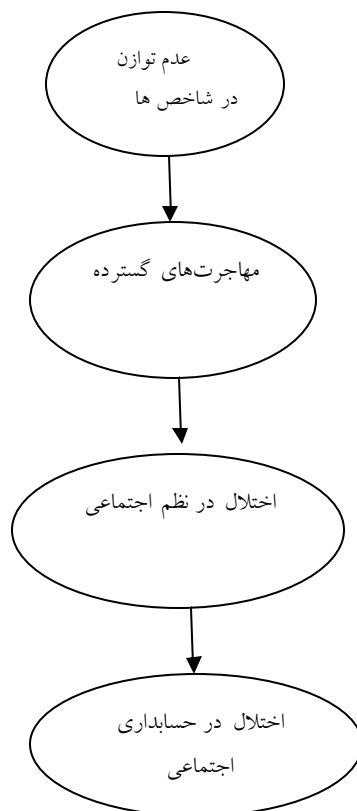 عدم توازن
در شاخص ها
مهاجرت‌های گسترده
اختلال در نظم اجتماعی
اختلال در حسابداری
اجتماعی